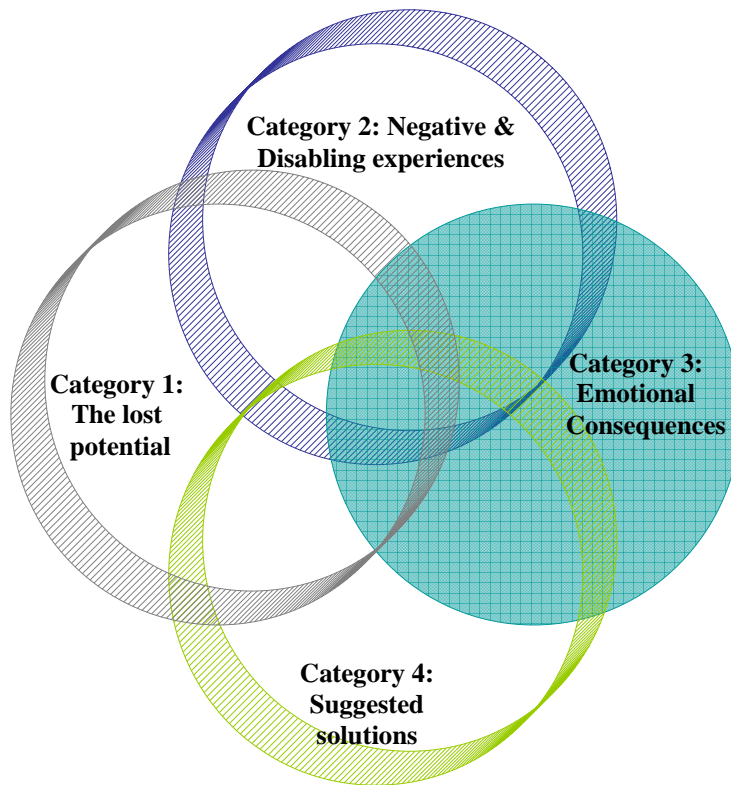 Category 2: Negative &
Disabling experiences
Category 1:
The lost
potential
Category 3:
Emotional
Consequences
Category 4:
Suggested
solutions